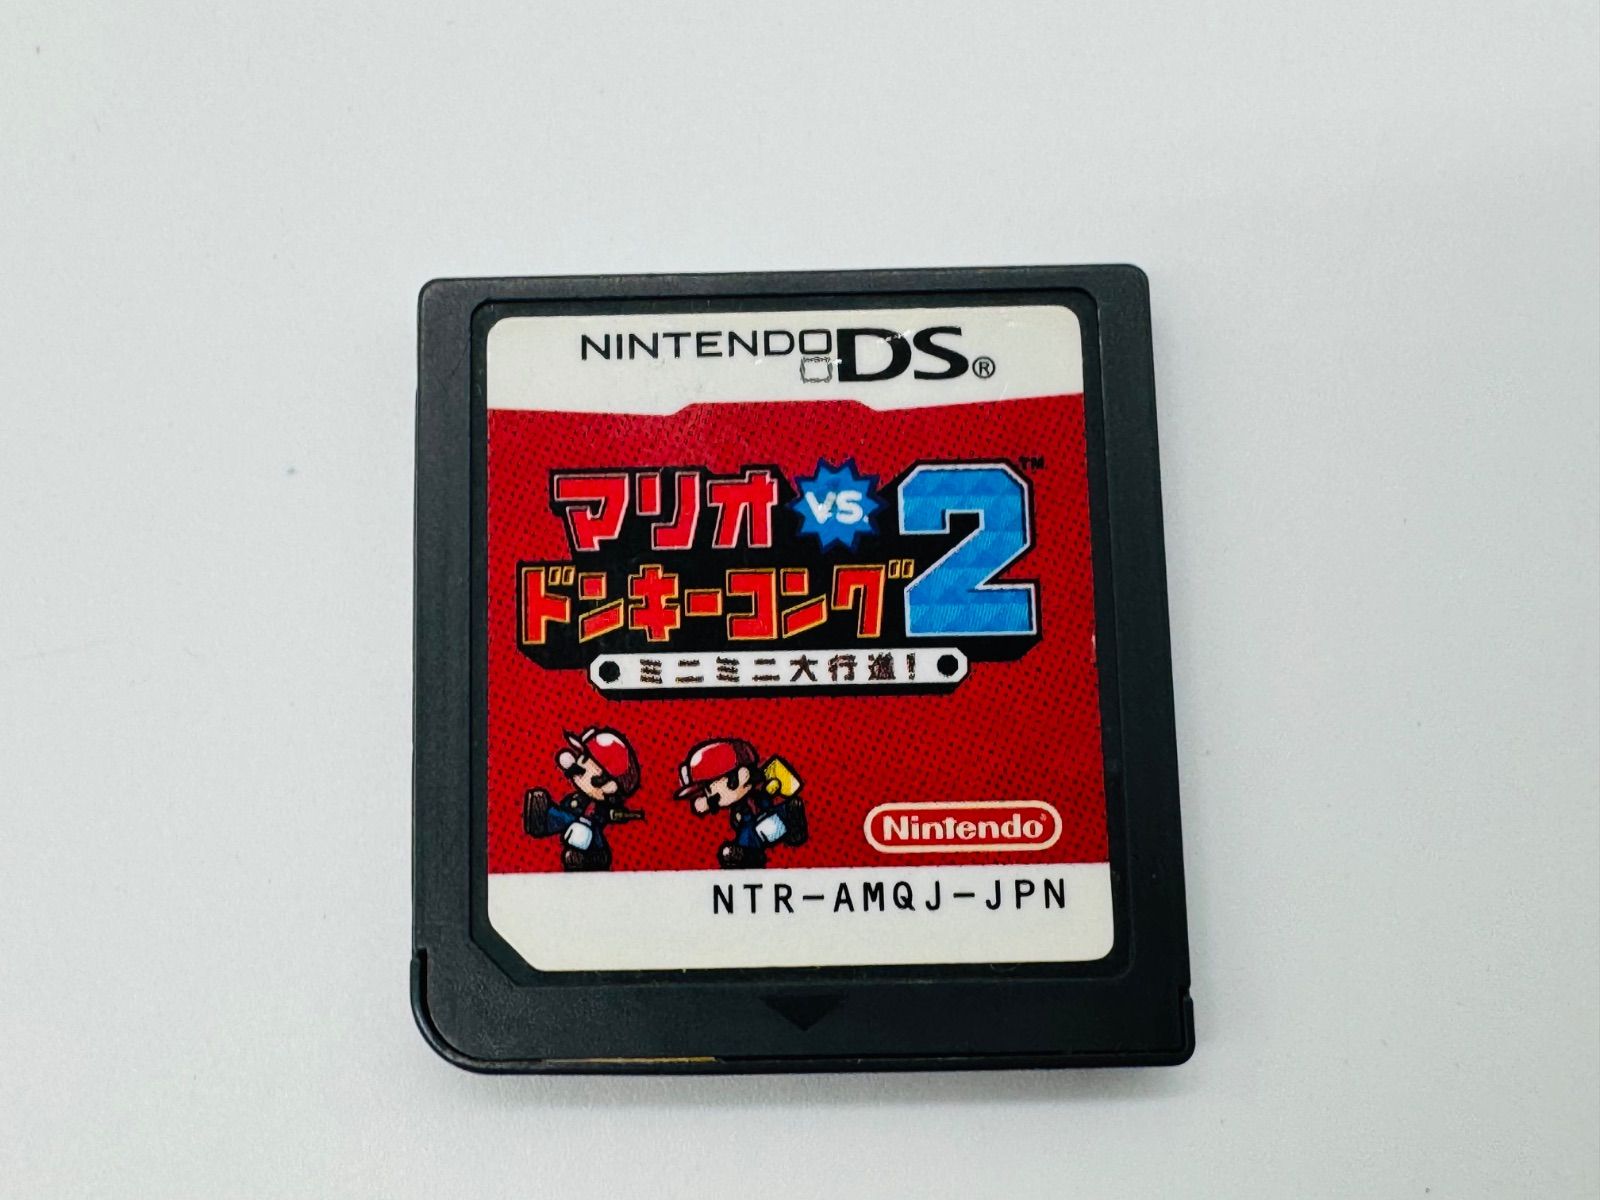 NINTENDO DS®
マリオ VS.
ドンキーコング 2™
ミニミニ大行進!
Nintendo®
NTR-AMQJ-JPN